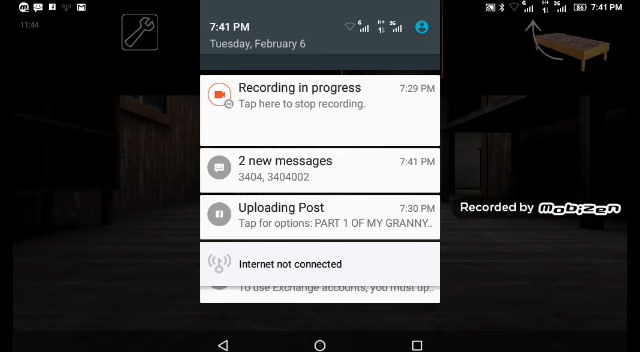 7:41 PM
11:44
7:41 PM
Tuesday, February 6
Recording in progress
7:29 PM
Tap here to stop recording.
2 new messages
7:41 PM
3404, 3404002
Uploading Post
7:30 PM
Tap for options: PART 1 OF MY GRANNY..
Recorded by mobizen
Internet not connected
To use Exchange accounts, you must up..